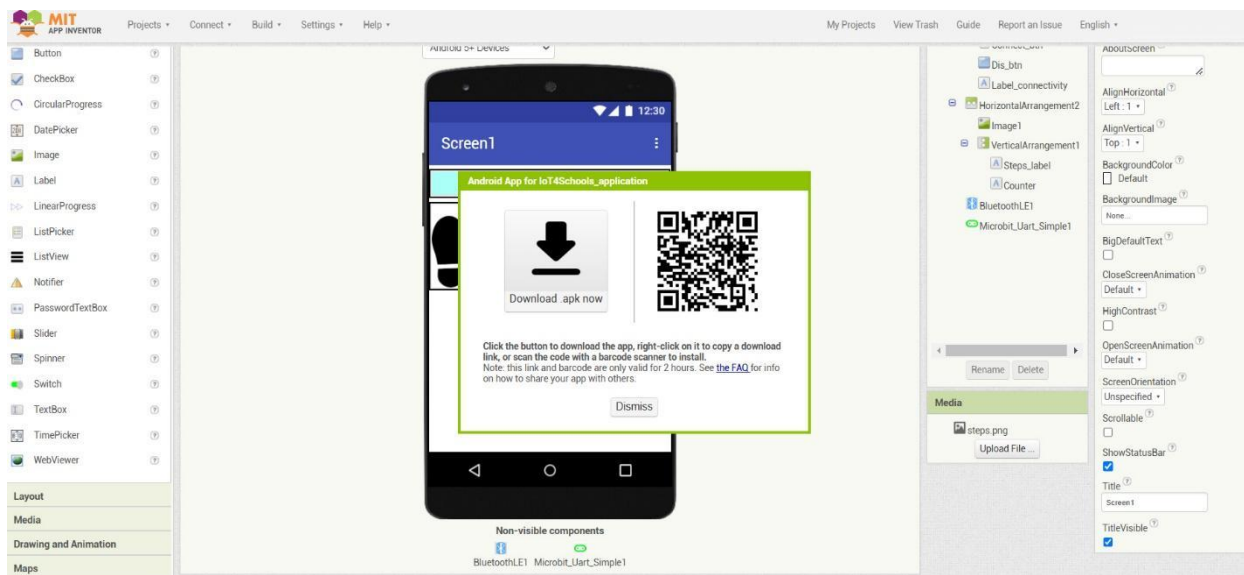 MIT
APP INVENTOR
Projects
Connect
Build
Settings
Help
My Projects
View Trash
Guide
Report an Issue
English
Button
CheckBox
CircularProgress
DatePicker
Image
Label
LinearProgress
ListPicker
ListView
Notifier
PasswordTextBox
Slider
Spinner
Switch
TextBox
TimePicker
WebViewer
Layout
Media
Drawing and Animation
Maps
Android 5+ Devices
12:30
Screen1
Android App for IoT4Schools_application
Download .apk now
Click the button to download the app, right-click on it to copy a download
link, or scan the code with a barcode scanner to install.
Note: this link and barcode are only valid for 2 hours. See the FAQ for info
on how to share your app with others.
Dismiss
Non-visible components
BluetoothLE1 Microbit_Uart_Simple1
Dis_btn
Label_connectivity
HorizontalArrangement2
Image1
VerticalArrangement1
Steps_label
Counter
BluetoothLE1
Microbit_Uart_Simple1
Rename
Delete
Media
steps.png
Upload File ...
AboutScreen
AlignHorizontal
Left : 1
AlignVertical
Top : 1
BackgroundColor
Default
BackgroundImage
None...
BigDefaultText
CloseScreenAnimation
Default
HighContrast
OpenScreenAnimation
Default
ScreenOrientation
Unspecified
Scrollable
ShowStatusBar
Title
Screen1
TitleVisible